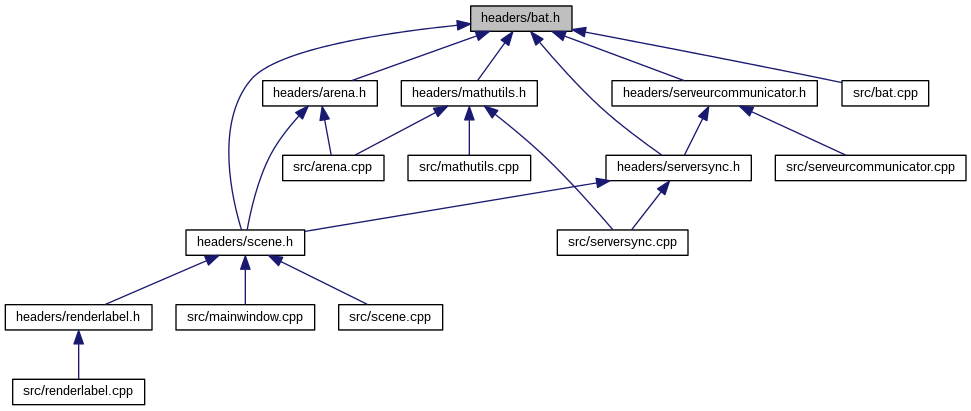 headers/bat.h
headers/arena.h
headers/mathutils.h
headers/serveurcommunicator.h
src/bat.cpp
src/arena.cpp
src/mathutils.cpp
headers/serversync.h
src/serveurcommunicator.cpp
headers/scene.h
src/serversync.cpp
headers/renderlabel.h
src/mainwindow.cpp
src/scene.cpp
src/renderlabel.cpp